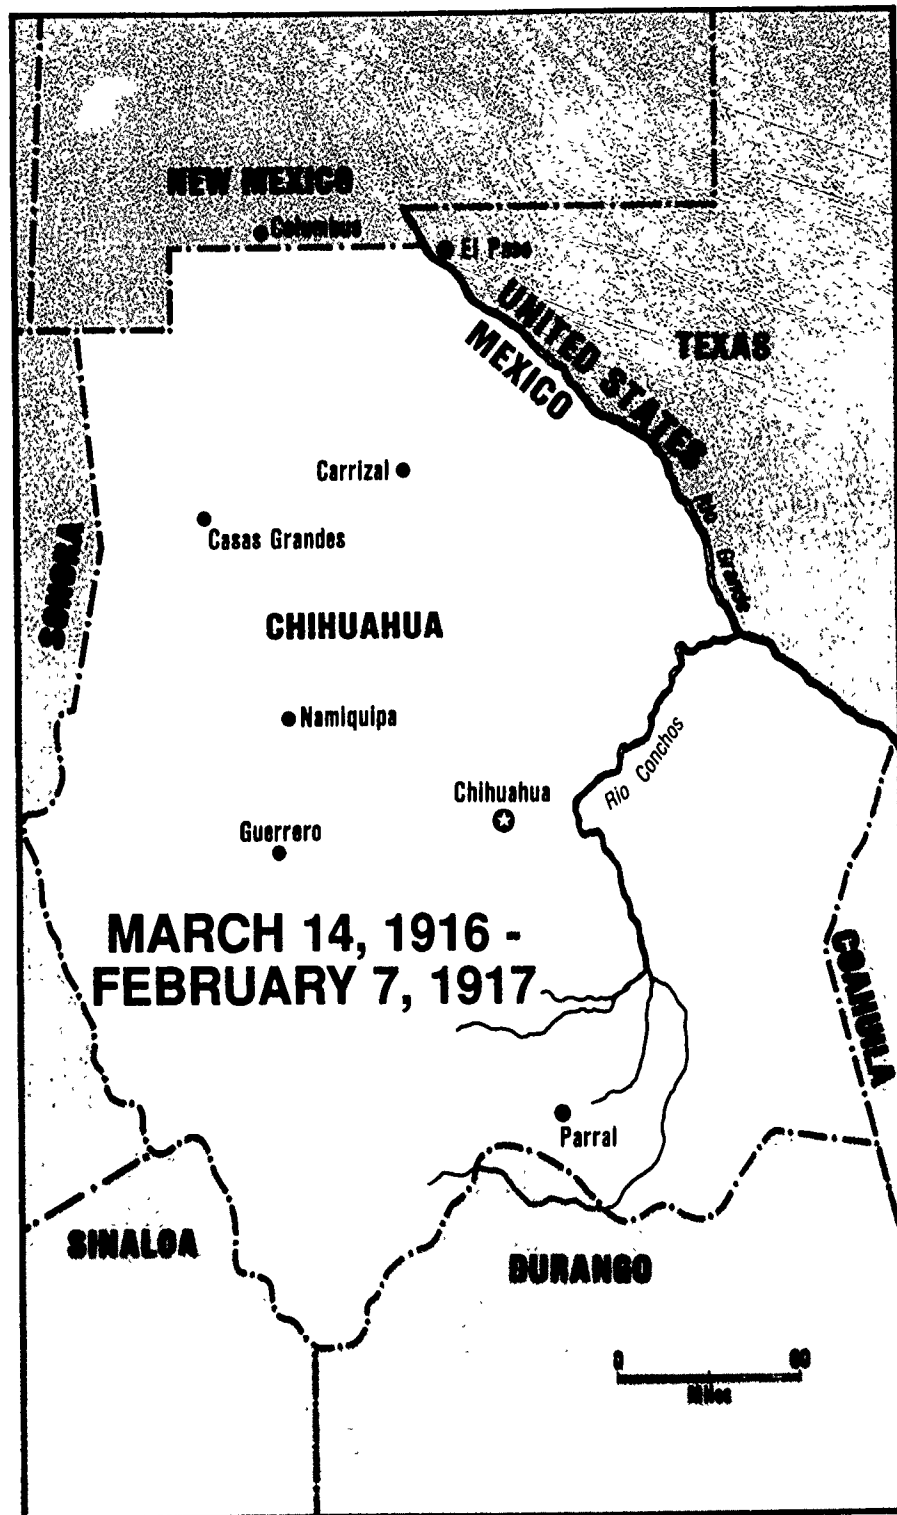 NEW MEXICO
Columbus
El Paso
UNITED STATES
MEXICO
TEXAS
Carrizal
Casas Grandes
Rio Grande
SONORA
CHIHUAHUA
Namiquipa
Rio Conchos
Chihuahua
Guerrero
MARCH 14, 1916 -
FEBRUARY 7, 1917
COAHUILA
Parral
SINALOA
DURANGO
0
Miles